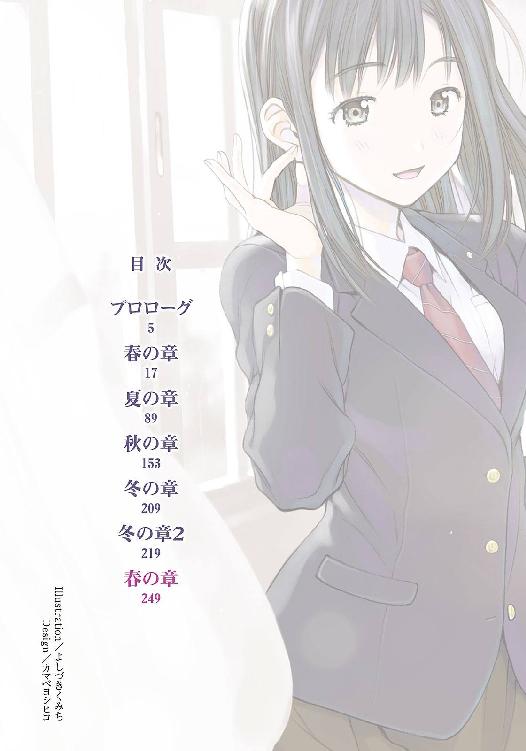 目次
プロローグ
5
春の章
17
夏の章
89
秋の章
153
冬の章
209
冬の章2
219
春の章
249
Illustration／よしづきくみち
Design／カマベヨシヒコ